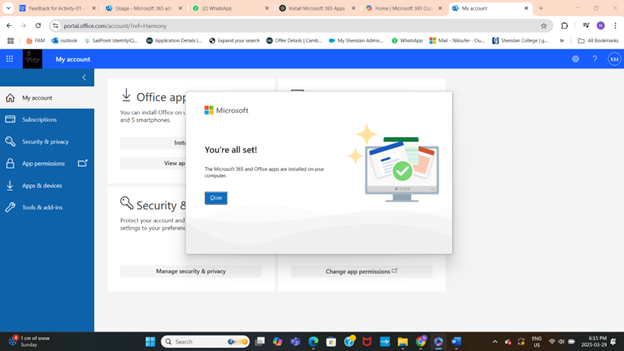 Feedback for Activity-01 -
Usage - Microsoft 365 adr
(2) WhatsApp
Install Microsoft 365 Apps
Home | Microsoft 365 Co
My account
portal.office.com/account/?ref=Harmony
PAM
outlook
SailPoint IdentityIQ...
Application Details |...
Expand your search
Offer Details | Camb...
My Sheridan Admis...
WhatsApp
Mail - Niloufer - Ou...
Sheridan College | g...
All Bookmarks
My account
KM
My account
Subscriptions
Security & privacy
App permissions
Apps & devices
Tools & add-ins
Office app
You can install Office on u
and 5 smartphones.
Insta
View ap
Microsoft
You're all set!
The Microsoft 365 and Office apps are installed on your
computer.
Close
Security &
Protect your account and
settings to your preferenc
Manage security & privacy
Change app permissions
1 cm of snow
Sunday
Search
ENG
US
6:15 PM
2025-03-29